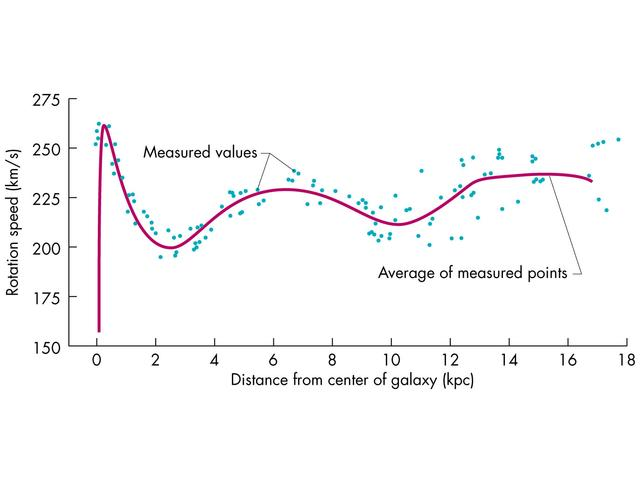 275
250
225
200
175
150
Rotation speed (km/s)
Measured values
Average of measured points
0 2 4 6 8 10 12 14 16 18
Distance from center of galaxy (kpc)